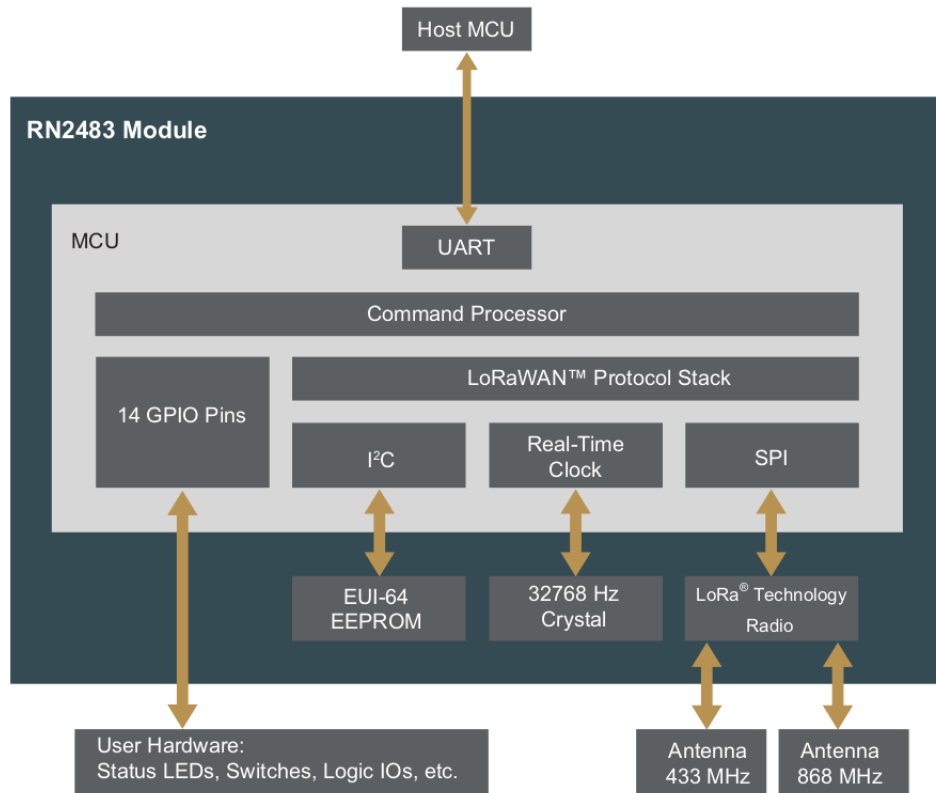 Host MCU
RN2483 Module
MCU
UART
Command Processor
14 GPIO Pins
LoRaWAN™ Protocol Stack
I²C
Real-Time
Clock
SPI
EUI-64
EEPROM
32768 Hz
Crystal
LoRa® Technology
Radio
User Hardware:
Status LEDs, Switches, Logic IOs, etc.
Antenna
433 MHz
Antenna
868 MHz